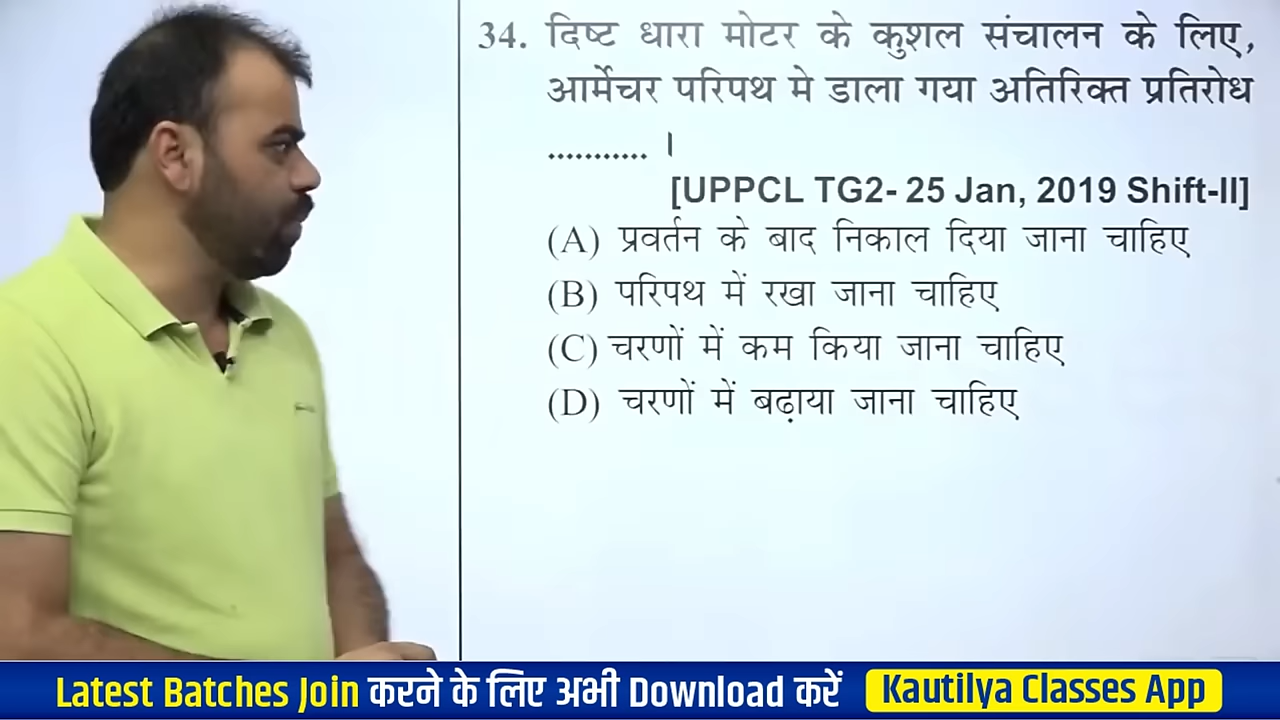 34. दिष्ट धारा मोटर के कुशल संचालन के लिए,
आर्मेचर परिपथ मे डाला गया अतिरिक्त प्रतिरोध
........... ।
[UPPCL TG2- 25 Jan, 2019 Shift-II]
(A) प्रवर्तन के बाद निकाल दिया जाना चाहिए
(B) परिपथ में रखा जाना चाहिए
(C) चरणों में कम किया जाना चाहिए
(D) चरणों में बढ़ाया जाना चाहिए
Latest Batches Join करने के लिए अभी Download करें Kautilya Classes App